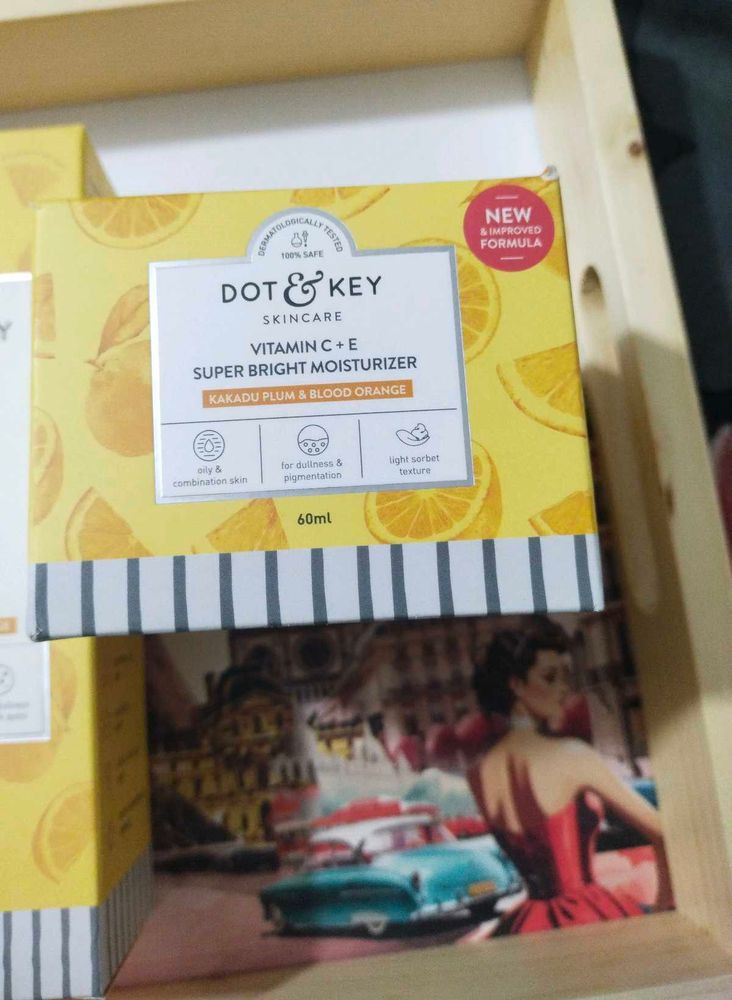 DERMATOLOGICALLY TESTED
100% SAFE
NEW
& IMPROVED
FORMULA
DOT & KEY
SKINCARE
VITAMIN C + E
SUPER BRIGHT MOISTURIZER
KAKADU PLUM & BLOOD ORANGE
oily &
combination skin
for dullness &
pigmentation
light sorbet
texture
60ml
Y